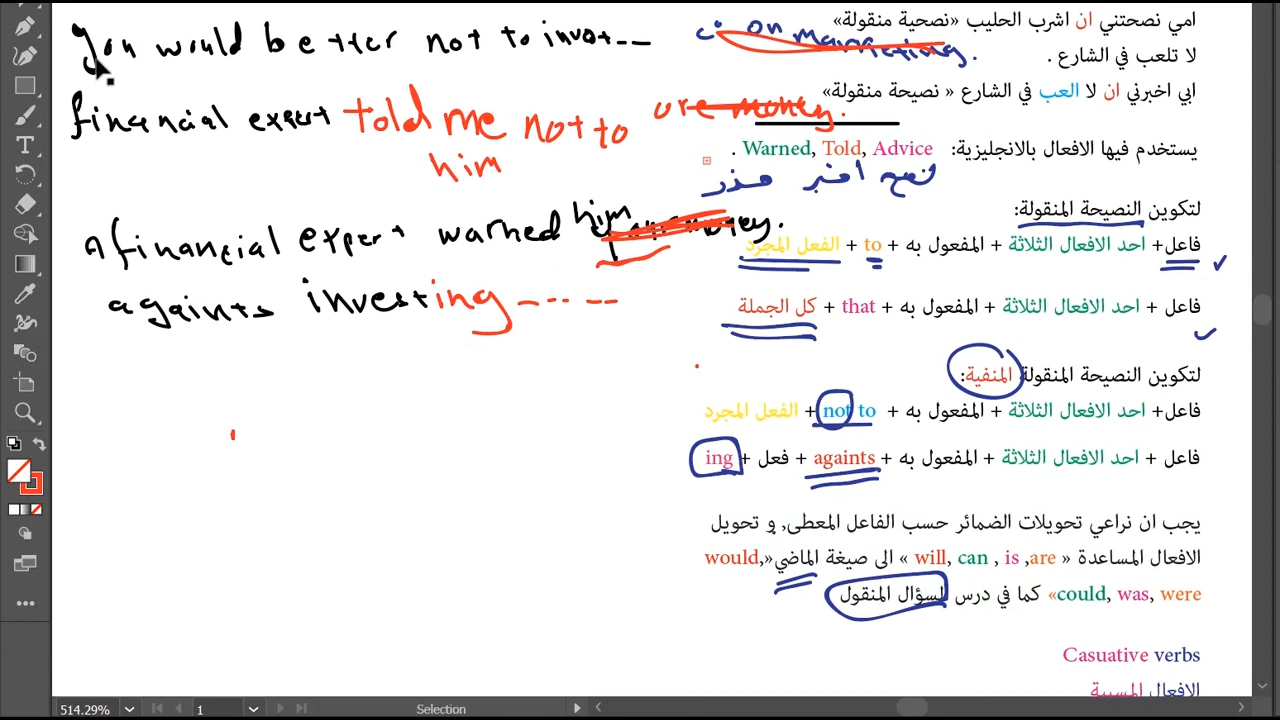 You would better not to invest---
on marketing.
financial expert told me not to
our money.
him
A financial expert warned him
againts investing -----
امي نصحتني ان اشرب الحليب «نصحية منقولة»
لا تلعب في الشارع .
ابي اخبرني ان لا العب في الشارع « نصيحة منقولة»
يستخدم فيها الافعال بالانجليزية: Warned, Told, Advice .
نصح اخبر حذر
لتكوين النصيحة المنقولة:
فاعل+ احد الافعال الثلاثة + المفعول به + to + الفعل المجرد
فاعل + احد الافعال الثلاثة + المفعول به + that + كل الجملة
لتكوين النصيحة المنقولة المنفية:
فاعل+ احد الافعال الثلاثة + المفعول به + not to + الفعل المجرد
فاعل + احد الافعال الثلاثة + المفعول به + againts + فعل + ing
يجب ان نراعي تحويلات الضمائر حسب الفاعل المعطى, و تحويل
الافعال المساعدة « will, can , is ,are » الى صيغة الماضي«,would
could, was, were» كما في درس السؤال المنقول
Casuative verbs
الافعال المسببة
514.29%
1
Selection